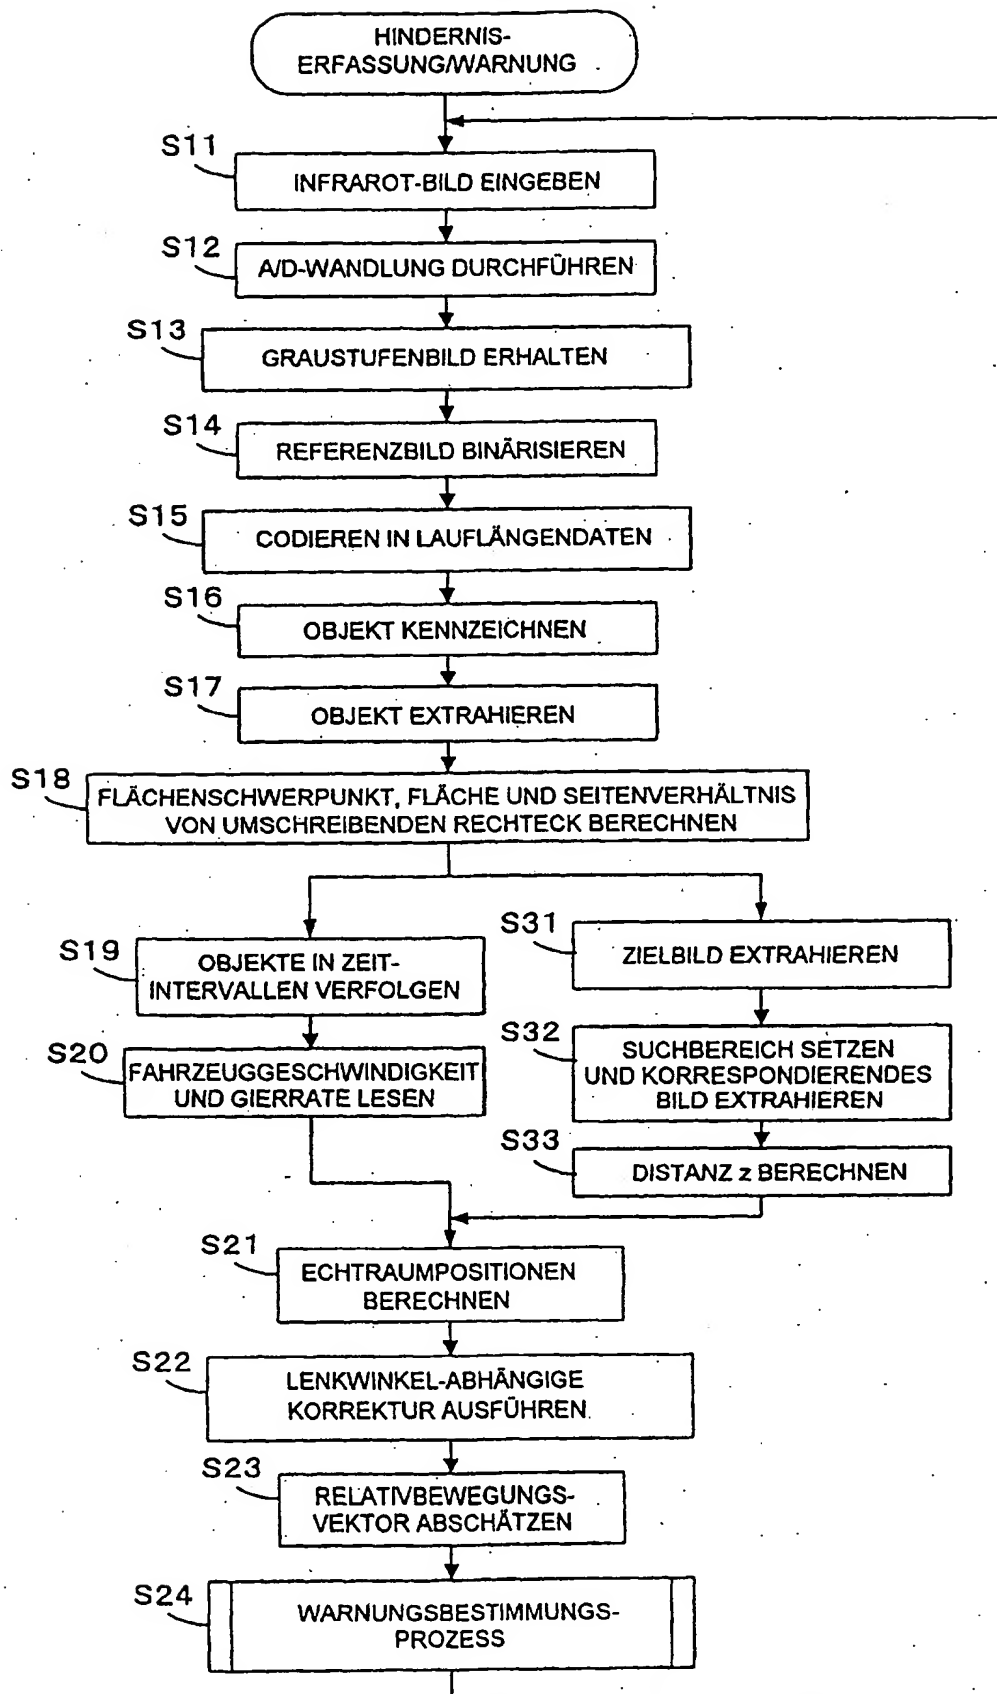 HINDERNIS-
ERFASSUNG/WARNUNG
S11
INFRAROT-BILD EINGEBEN
S12
A/D-WANDLUNG DURCHFÜHREN
S13
GRAUSTUFENBILD ERHALTEN
S14
REFERENZBILD BINÄRISIEREN
S15
CODIEREN IN LAUFLÄNGENDATEN
S16
OBJEKT KENNZEICHNEN
S17
OBJEKT EXTRAHIEREN
S18
FLÄCHENSCHWERPUNKT, FLÄCHE UND SEITENVERHÄLTNIS
VON UMSCHREIBENDEN RECHTECK BERECHNEN
S19
OBJEKTE IN ZEIT-
INTERVALLEN VERFOLGEN
S20
FAHRZEUGGESCHWINDIGKEIT
UND GIERRATE LESEN
S31
ZIELBILD EXTRAHIEREN
S32
SUCHBEREICH SETZEN
UND KORRESPONDIERENDES
BILD EXTRAHIEREN
S33
DISTANZ z BERECHNEN
S21
ECHTRAUMPOSITIONEN
BERECHNEN
S22
LENKWINKEL-ABHÄNGIGE
KORREKTUR AUSFÜHREN
S23
RELATIVBEWEGUNGS-
VEKTOR ABSCHÄTZEN
S24
WARNUNGSBESTIMMUNGS-
PROZESS